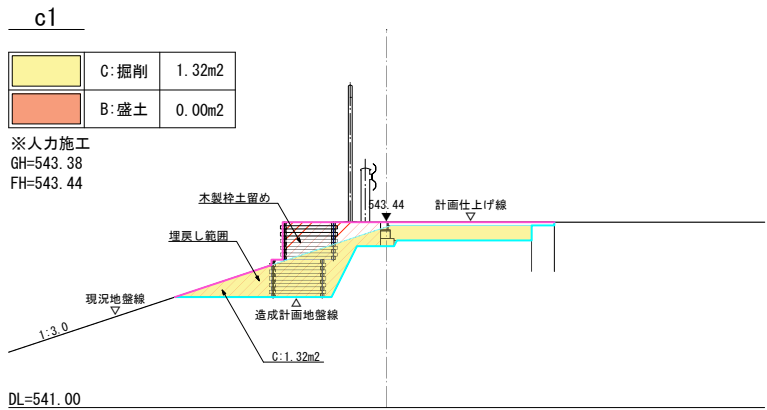 c1
C:掘削 1.32m2
B:盛土 0.00m2
※人力施工
GH=543.38
FH=543.44
木製枠土留め
543.44
計画仕上げ線
埋戻し範囲
現況地盤線
造成計画地盤線
1:3.0
C:1.32m2
DL=541.00